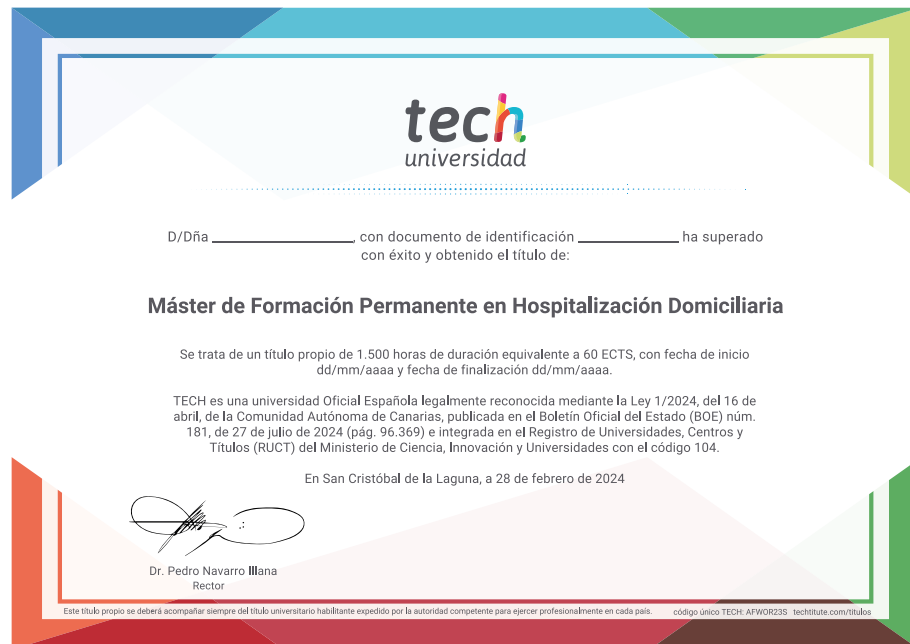 tech
universidad
D/Dña ____________, con documento de identificación ____________ ha superado
con éxito y obtenido el título de:
Máster de Formación Permanente en Hospitalización Domiciliaria
Se trata de un título propio de 1.500 horas de duración equivalente a 60 ECTS, con fecha de inicio
dd/mm/aaaa y fecha de finalización dd/mm/aaaa.
TECH es una universidad Oficial Española legalmente reconocida mediante la Ley 1/2024, del 16 de
abril, de la Comunidad Autónoma de Canarias, publicada en el Boletín Oficial del Estado (BOE) núm.
181, de 27 de julio de 2024 (pág. 96.369) e integrada en el Registro de Universidades, Centros y
Títulos (RUCT) del Ministerio de Ciencia, Innovación y Universidades con el código 104.
En San Cristóbal de la Laguna, a 28 de febrero de 2024
Dr. Pedro Navarro Illana
Rector
Este título propio se deberá acompañar siempre del título universitario habilitante expedido por la autoridad competente para ejercer profesionalmente en cada país.
código único TECH: AFWOR23S techtitute.com/titulos